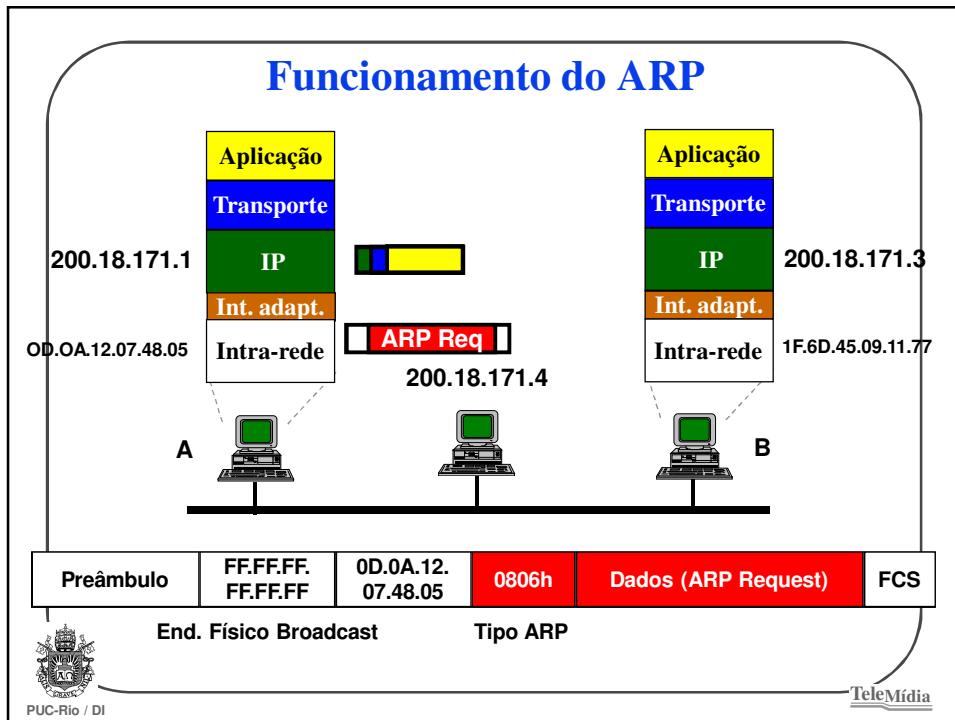 Funcionamento do ARP
Aplicação
Transporte
200.18.171.1
IP
Int. adapt.
OD.OA.12.07.48.05
Intra-rede
ARP Req
200.18.171.4
Aplicação
Transporte
IP
200.18.171.3
Int. adapt.
Intra-rede
1F.6D.45.09.11.77
A
B
Preâmbulo
FF.FF.FF.
FF.FF.FF
0D.0A.12.
07.48.05
0806h
Dados (ARP Request)
FCS
End. Físico Broadcast
Tipo ARP
PUC-Rio / DI
TeleMídia